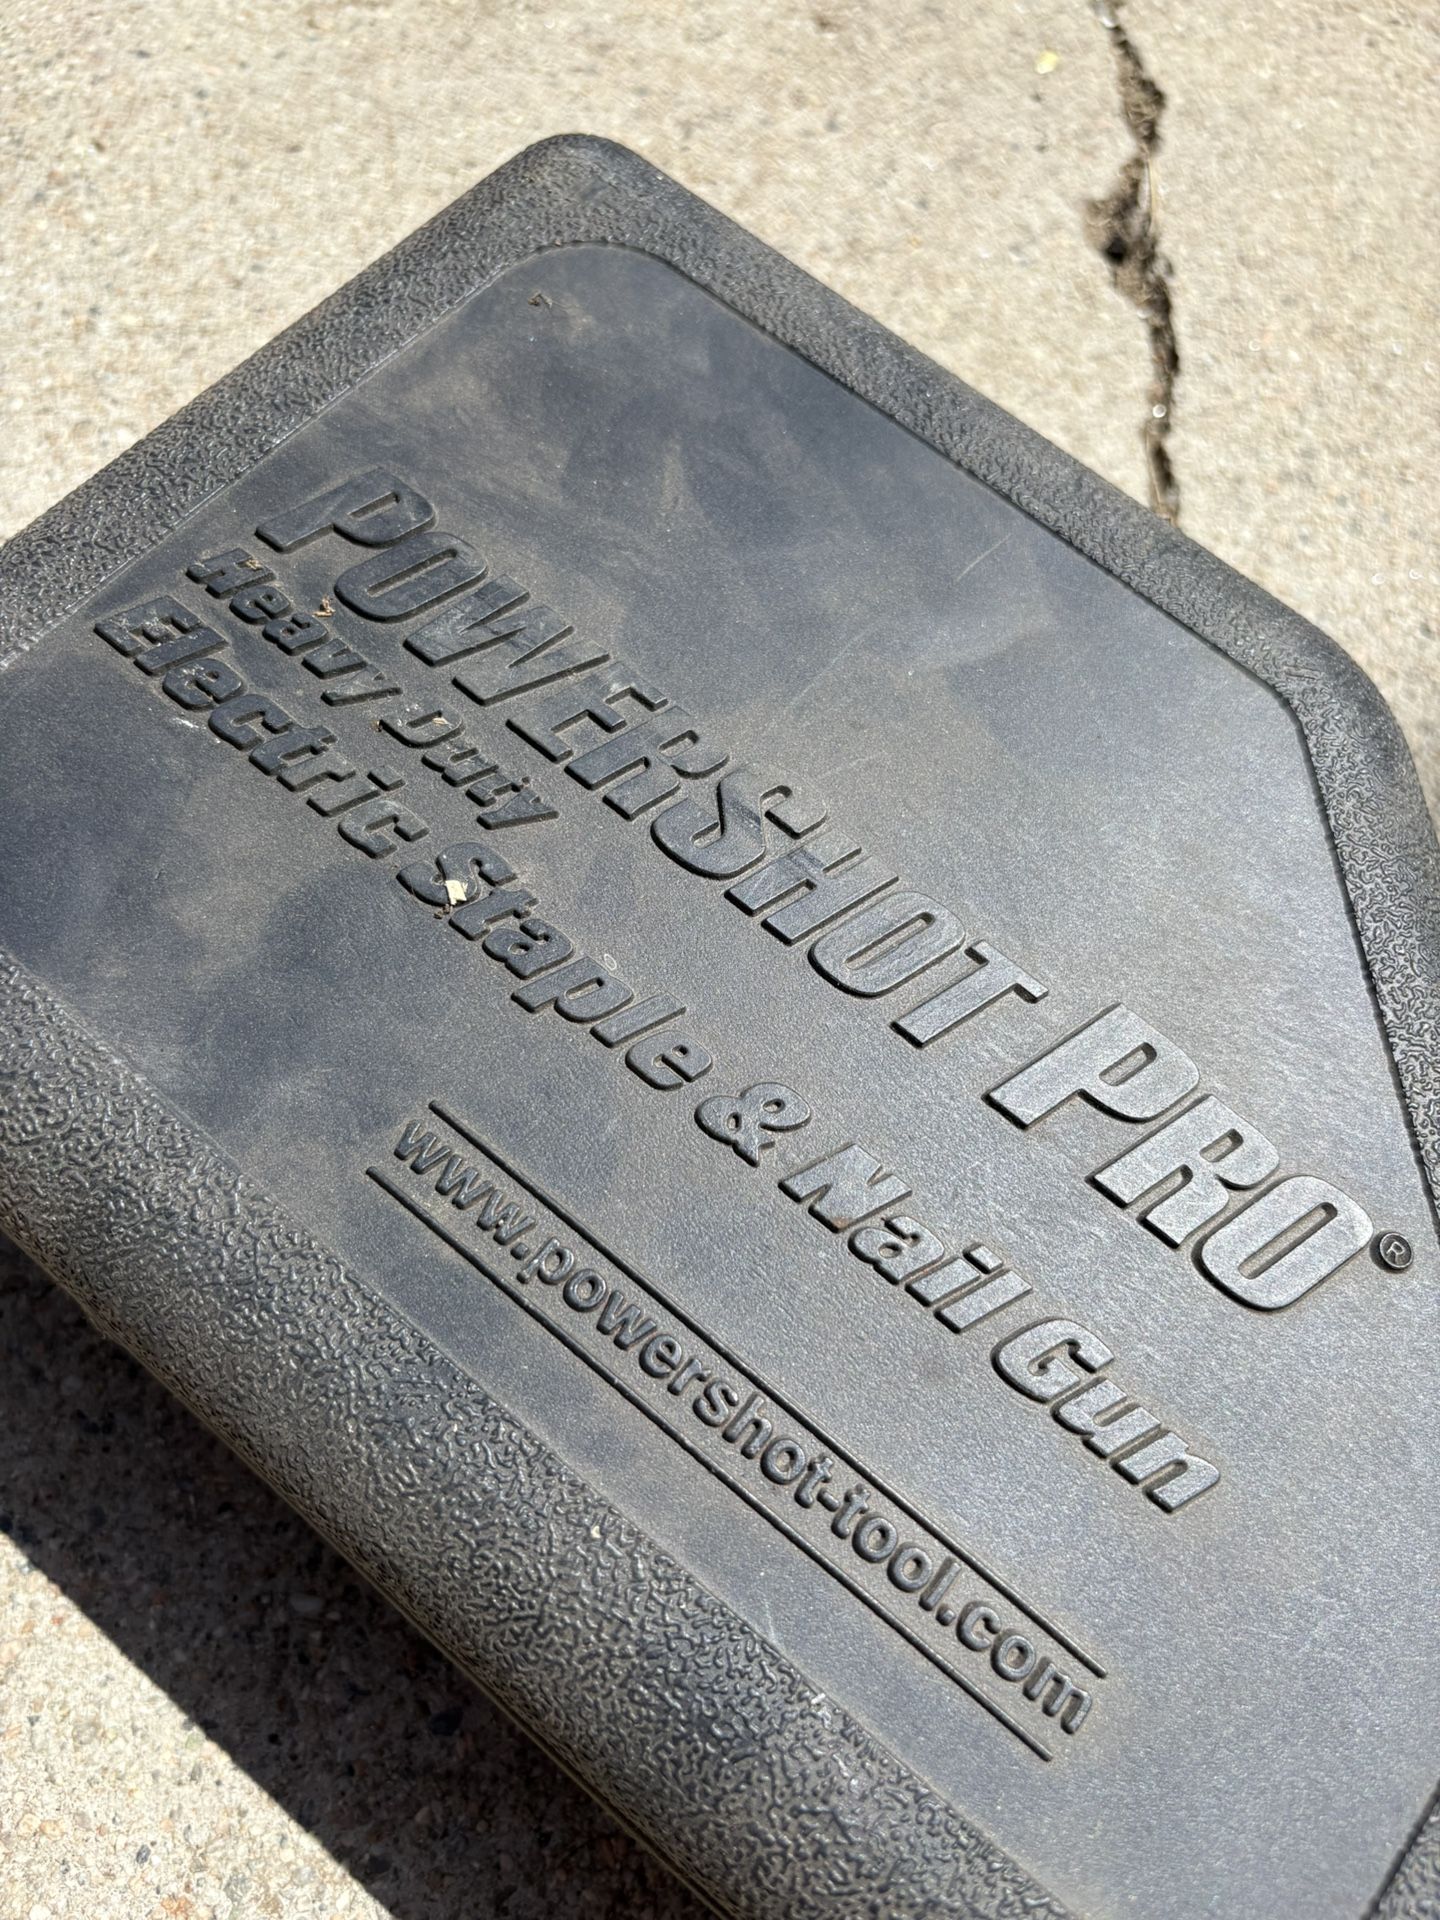 POWERSHOT PRO®
Heavy Duty
Electric Staple & Nail Gun
www.powershot-tool.com